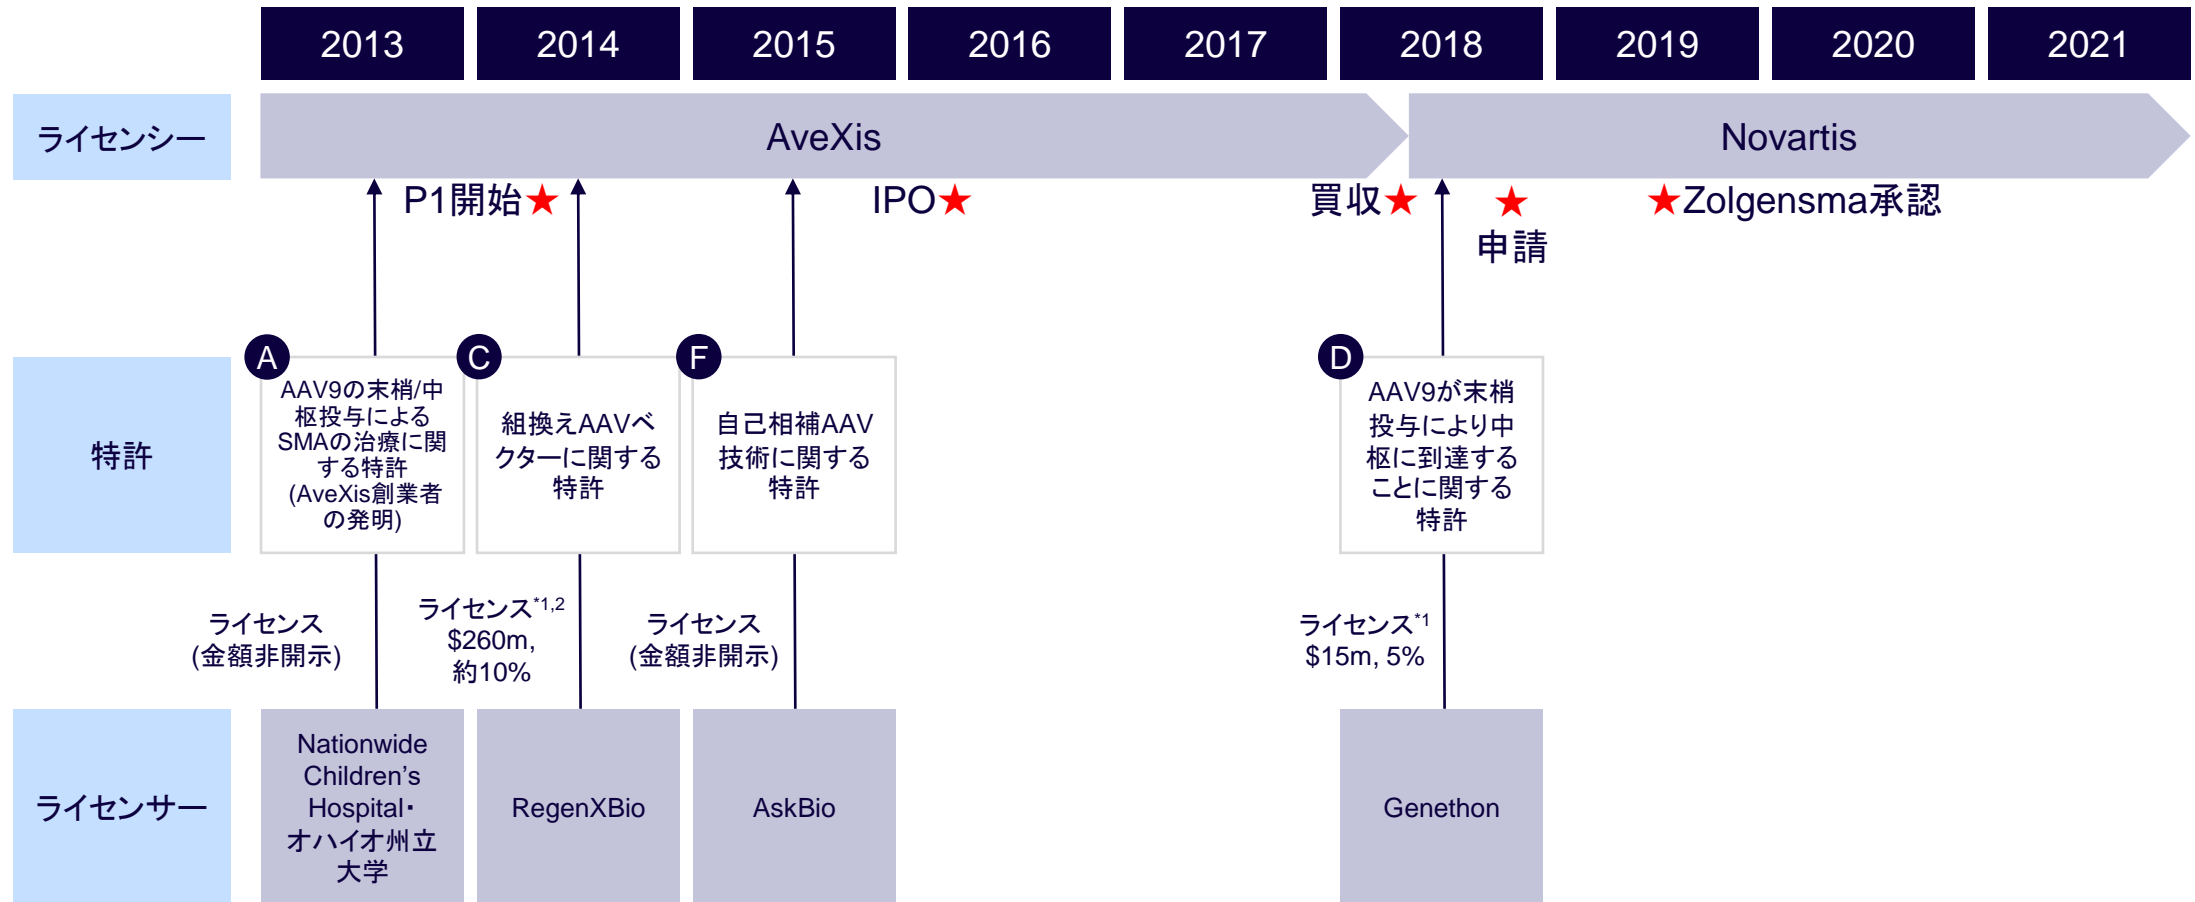 2013
2014
2015
2016
2017
2018
2019
2020
2021
ライセンシー
AveXis
Novartis
P1開始★
IPO★
買収★
★
申請
★Zolgensma承認
特許
A
AAV9の末梢/中
枢投与による
SMAの治療に関
する特許
(AveXis創業者
の発明)
C
組換えAAVベ
クターに関する
特許
F
自己相補AAV
技術に関する
特許
D
AAV9が末梢
投与により中
枢に到達する
ことに関する
特許
ライセンス
(金額非開示)
ライセンス*1,2
$260m,
約10%
ライセンス
(金額非開示)
ライセンス*1
$15m, 5%
ライセンサー
Nationwide
Children's
Hospital・
オハイオ州立
大学
RegenXBio
AskBio
Genethon